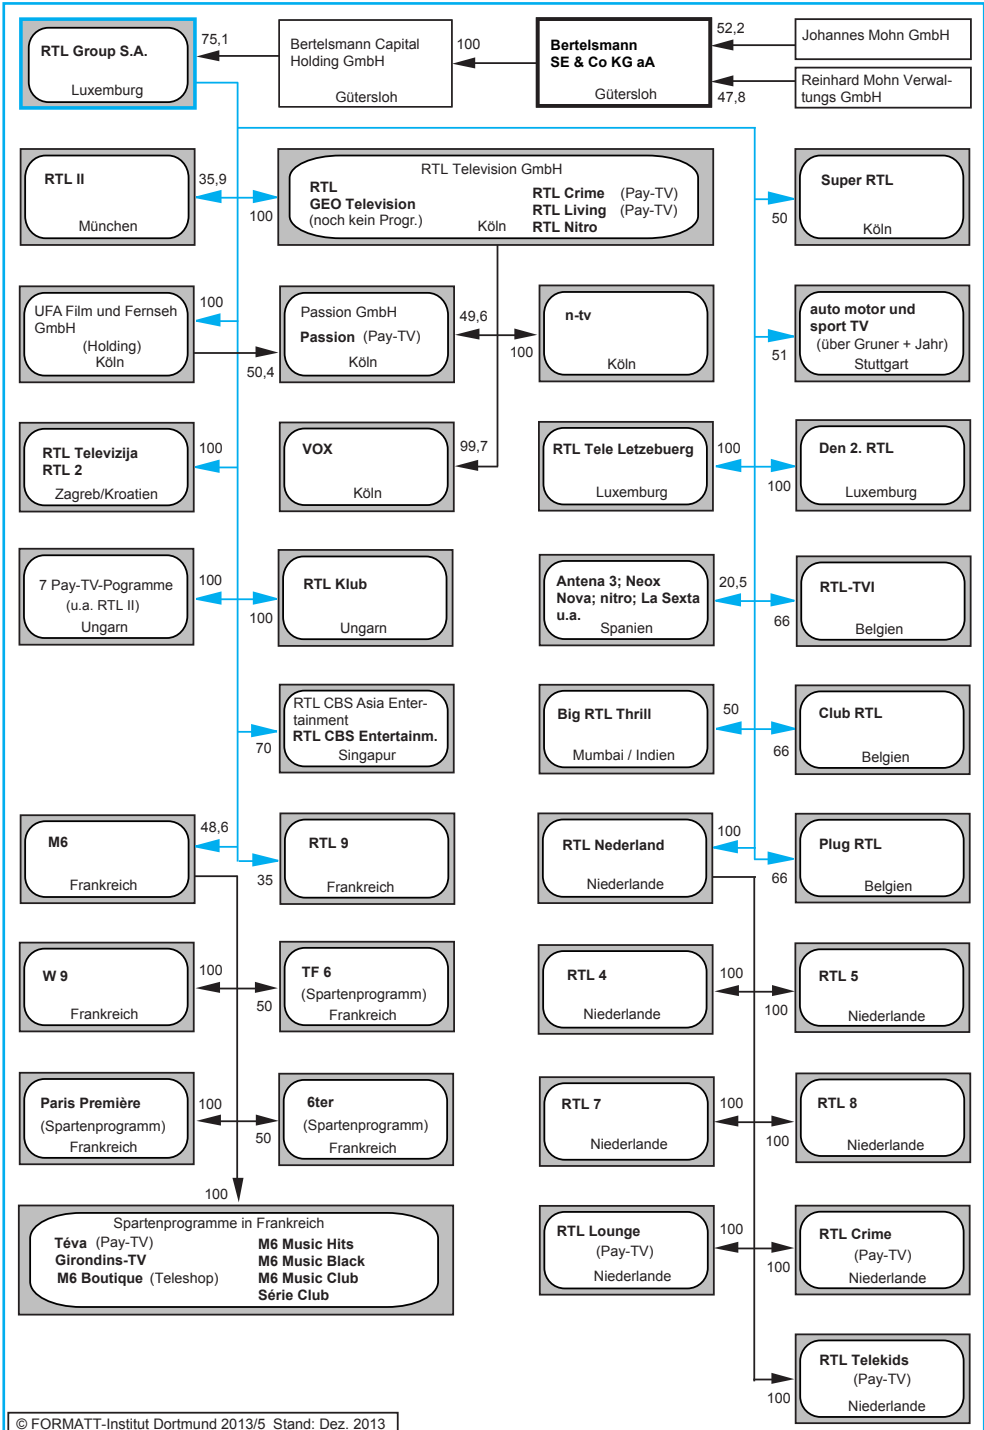 RTL Group S.A.
Luxemburg
75,1
Bertelsmann Capital
Holding GmbH
Gütersloh
100
Bertelsmann
SE & Co KG aA
Gütersloh
52,2
47,8
Johannes Mohn GmbH
Reinhard Mohn Verwal-
tungs GmbH
RTL II
München
35,9
100
RTL Television GmbH
RTL
GEO Television
(noch kein Progr.)
Köln
RTL Crime (Pay-TV)
RTL Living (Pay-TV)
RTL Nitro
50
Super RTL
Köln
UFA Film und Fernseh
GmbH
(Holding)
Köln
100
50,4
Passion GmbH
Passion (Pay-TV)
Köln
49,6
100
n-tv
Köln
51
auto motor und
sport TV
(über Gruner + Jahr)
Stuttgart
RTL Televizija
RTL 2
Zagreb/Kroatien
100
VOX
Köln
99,7
RTL Tele Letzebuerg
Luxemburg
100
100
Den 2. RTL
Luxemburg
7 Pay-TV-Pogramme
(u.a. RTL II)
Ungarn
100
100
RTL Klub
Ungarn
Antena 3; Neox
Nova; nitro; La Sexta
u.a.
Spanien
20,5
66
RTL-TVI
Belgien
70
RTL CBS Asia Enter-
tainment
RTL CBS Entertainm.
Singapur
Big RTL Thrill
Mumbai / Indien
50
66
Club RTL
Belgien
M6
Frankreich
48,6
35
RTL 9
Frankreich
RTL Nederland
Niederlande
100
66
Plug RTL
Belgien
W 9
Frankreich
100
50
TF 6
(Spartenprogramm)
Frankreich
RTL 4
Niederlande
100
100
RTL 5
Niederlande
Paris Première
(Spartenprogramm)
Frankreich
100
50
6ter
(Spartenprogramm)
Frankreich
RTL 7
Niederlande
100
100
RTL 8
Niederlande
100
Spartenprogramme in Frankreich
Téva (Pay-TV)
Girondins-TV
M6 Boutique (Teleshop)
M6 Music Hits
M6 Music Black
M6 Music Club
Série Club
RTL Lounge
(Pay-TV)
Niederlande
100
100
RTL Crime
(Pay-TV)
Niederlande
100
RTL Telekids
(Pay-TV)
Niederlande
© FORMATT-Institut Dortmund 2013/5 Stand: Dez. 2013